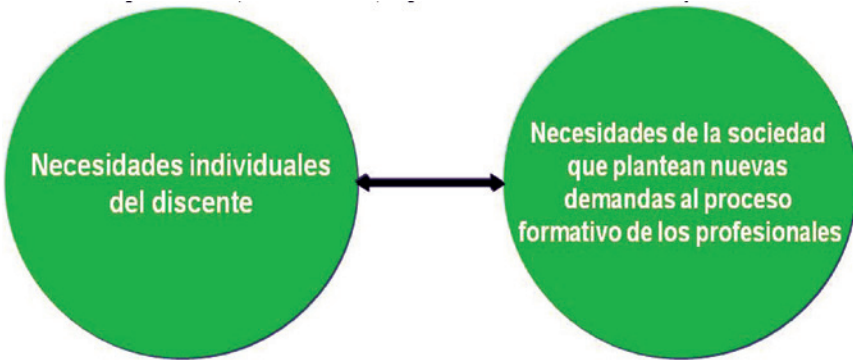 Necesidades individuales
del discente
Necesidades de la sociedad
que plantean nuevas
demandas al proceso
formativo de los profesionales